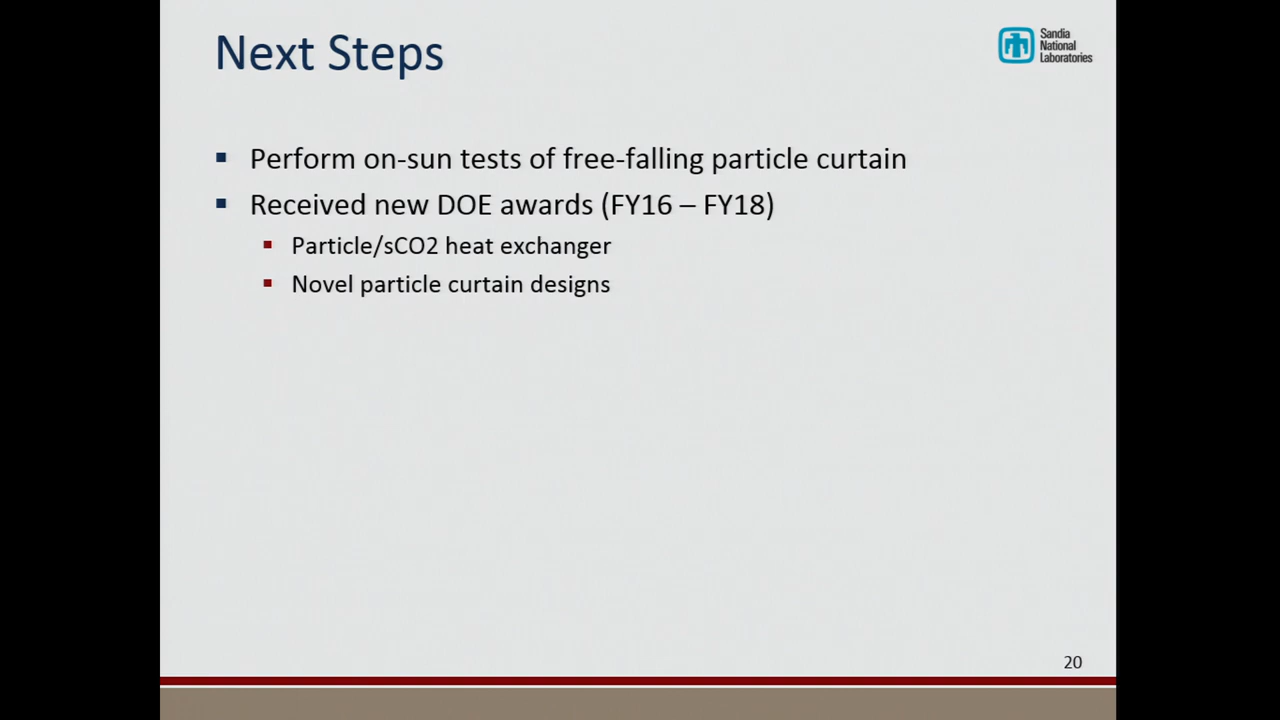 Next Steps
Sandia
National
Laboratories
▪ Perform on-sun tests of free-falling particle curtain
▪ Received new DOE awards (FY16 – FY18)
▪ Particle/sCO2 heat exchanger
▪ Novel particle curtain designs
20